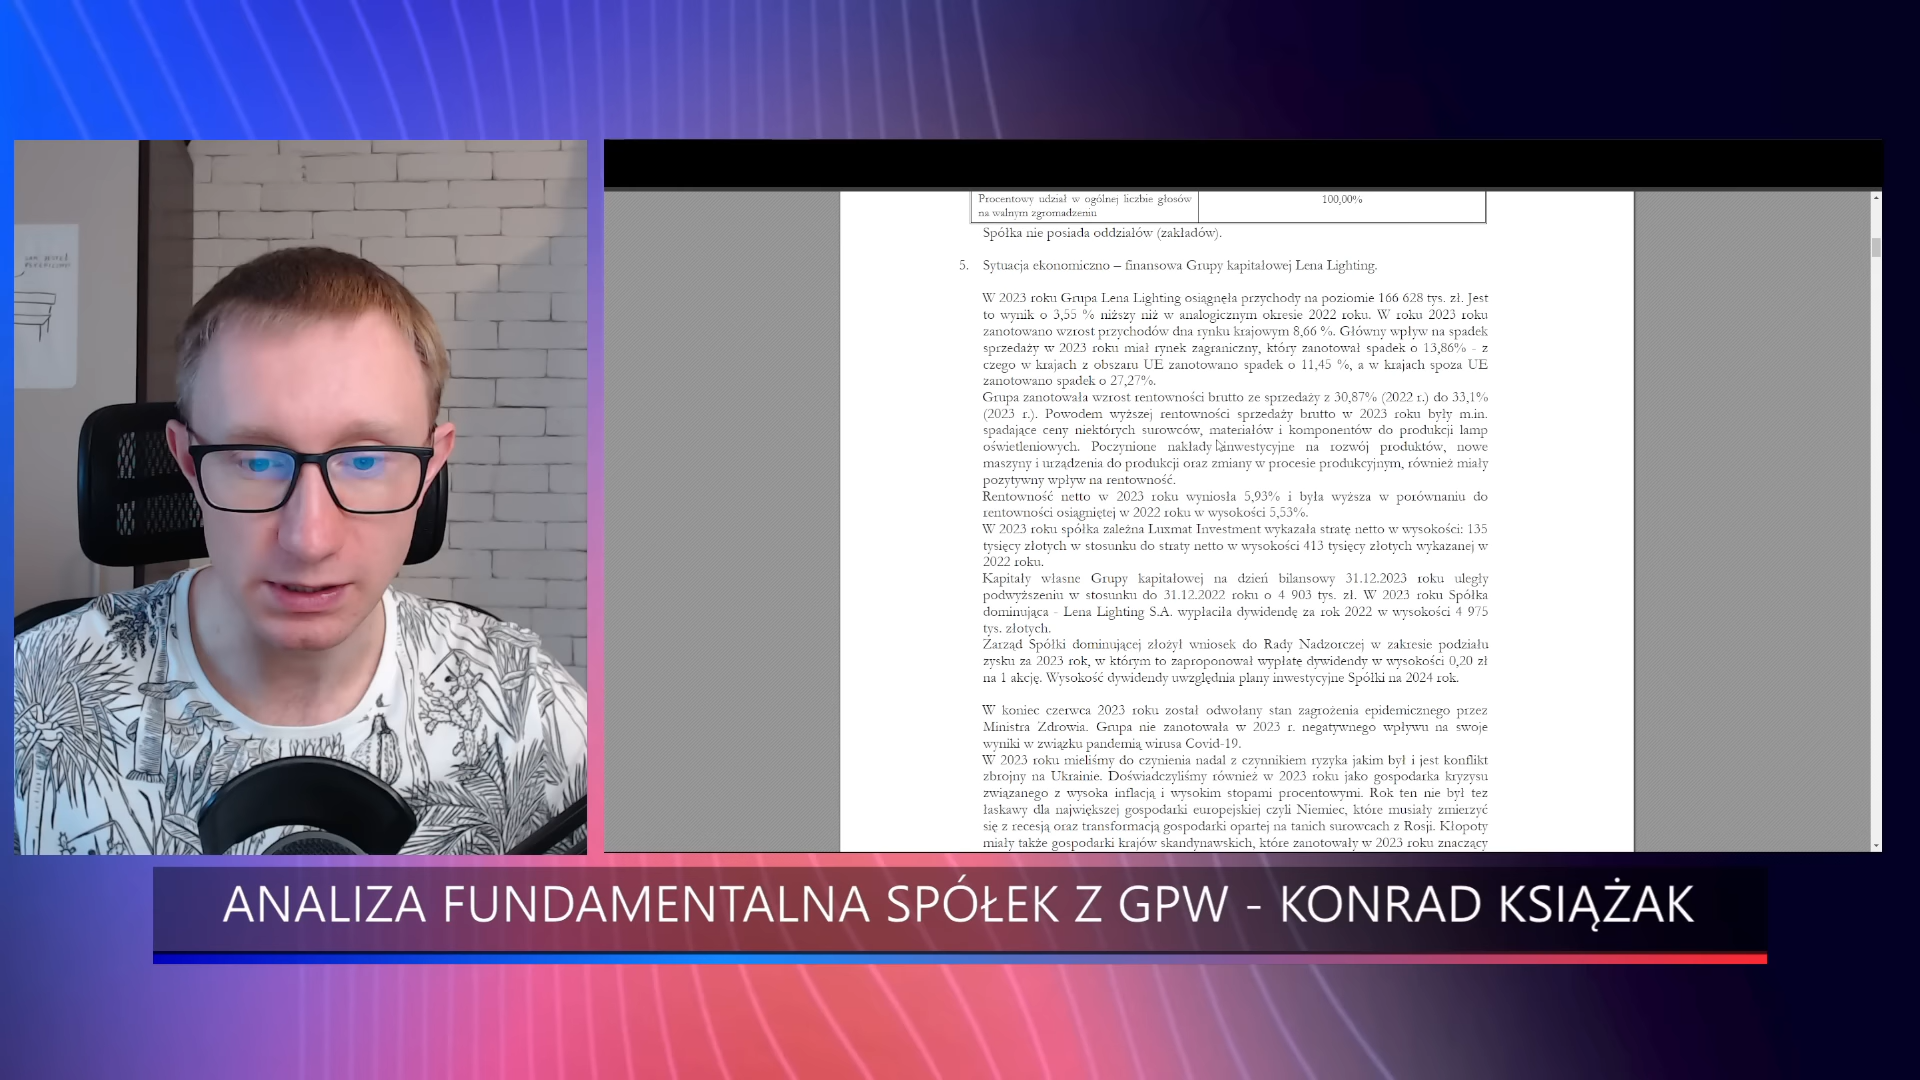 Procentowy udział w ogólnej liczbie głosów
na walnym zgromadzeniu
100,00%
Spółka nie posiada oddziałów (zakładów).
5. Sytuacja ekonomiczno – finansowa Grupy kapitałowej Lena Lighting.
W 2023 roku Grupa Lena Lighting osiągnęła przychody na poziomie 166 628 tys. zł. Jest
to wynik o 3,55 % niższy niż w analogicznym okresie 2022 roku. W roku 2023 roku
zanotowano wzrost przychodów dna rynku krajowym 8,66 %. Główny wpływ na spadek
sprzedaży w 2023 roku miał rynek zagraniczny, który zanotował spadek o 13,86% - z
czego w krajach z obszaru UE zanotowano spadek o 11,45 %, a w krajach spoza UE
zanotowano spadek o 27,27%.
Grupa zanotowała wzrost rentowności brutto ze sprzedaży z 30,87% (2022 r.) do 33,1%
(2023 r.). Powodem wyższej rentowności sprzedaży brutto w 2023 roku były m.in.
spadające ceny niektórych surowców, materiałów i komponentów do produkcji lamp
oświetleniowych. Poczynione nakłady inwestycyjne na rozwój produktów, nowe
maszyny i urządzenia do produkcji oraz zmiany w procesie produkcyjnym, również miały
pozytywny wpływ na rentowność.
Rentowność netto w 2023 roku wyniosła 5,93% i była wyższa w porównaniu do
rentowności osiągniętej w 2022 roku w wysokości 5,53%.
W 2023 roku spółka zależna Luxmat Investment wykazała stratę netto w wysokości: 135
tysięcy złotych w stosunku do straty netto w wysokości 413 tysięcy złotych wykazanej w
2022 roku.
Kapitały własne Grupy kapitałowej na dzień bilansowy 31.12.2023 roku uległy
podwyższeniu w stosunku do 31.12.2022 roku o 4 903 tys. zł. W 2023 roku Spółka
dominująca - Lena Lighting S.A. wypłaciła dywidendę za rok 2022 w wysokości 4 975
tys. złotych.
Zarząd Spółki dominującej złożył wniosek do Rady Nadzorczej w zakresie podziału
zysku za 2023 rok, w którym to zaproponował wypłatę dywidendy w wysokości 0,20 zł
na 1 akcję. Wysokość dywidendy uwzględnia plany inwestycyjne Spółki na 2024 rok.
W koniec czerwca 2023 roku został odwołany stan zagrożenia epidemicznego przez
Ministra Zdrowia. Grupa nie zanotowała w 2023 r. negatywnego wpływu na swoje
wyniki w związku pandemią wirusa Covid-19.
W 2023 roku mieliśmy do czynienia nadal z czynnikiem ryzyka jakim był i jest konflikt
zbrojny na Ukrainie. Doświadczyliśmy również w 2023 roku jako gospodarka kryzysu
związanego z wysoka inflacją i wysokim stopami procentowymi. Rok ten nie był tez
łaskawy dla największej gospodarki europejskiej czyli Niemiec, które musiały zmierzyć
się z recesją oraz transformacją gospodarki opartej na tanich surowcach z Rosji. Kłopoty
miały także gospodarki krajów skandynawskich, które zanotowały w 2023 roku znaczący
ANALIZA FUNDAMENTALNA SPÓŁEK Z GPW - KONRAD KSIĄŻAK